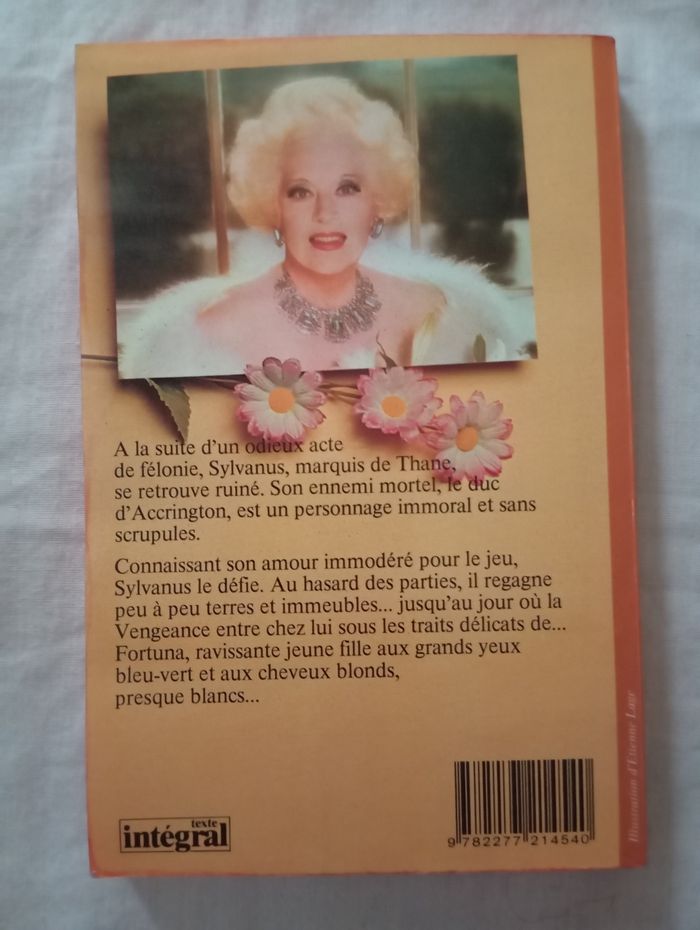 A la suite d'un odieux acte
de félonie, Sylvanus, marquis de Thane,
se retrouve ruiné. Son ennemi mortel, le duc
d'Accrington, est un personnage immoral et sans
scrupules.
Connaissant son amour immodéré pour le jeu,
Sylvanus le défie. Au hasard des parties, il regagne
peu à peu terres et immeubles... jusqu'au jour où la
Vengeance entre chez lui sous les traits délicats de...
Fortuna, ravissante jeune fille aux grands yeux
bleu-vert et aux cheveux blonds,
presque blancs...
texte
intégral
9 782277 214540
Illustration d'Etienne Lage